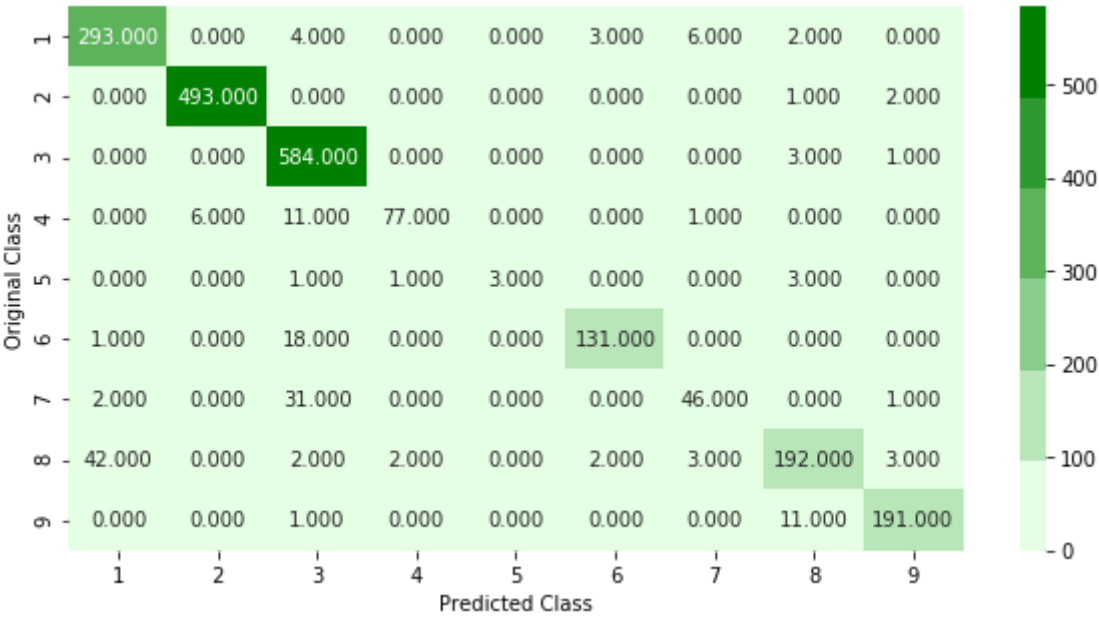 1 293.000 0.000 4.000 0.000 0.000 3.000 6.000 2.000 0.000
2 0.000 493.000 0.000 0.000 0.000 0.000 0.000 1.000 2.000
3 0.000 0.000 584.000 0.000 0.000 0.000 0.000 3.000 1.000
4 0.000 6.000 11.000 77.000 0.000 0.000 1.000 0.000 0.000
5 0.000 0.000 1.000 1.000 3.000 0.000 0.000 3.000 0.000
6 1.000 0.000 18.000 0.000 0.000 131.000 0.000 0.000 0.000
7 2.000 0.000 31.000 0.000 0.000 0.000 46.000 0.000 1.000
8 42.000 0.000 2.000 2.000 0.000 2.000 3.000 192.000 3.000
9 0.000 0.000 1.000 0.000 0.000 0.000 0.000 11.000 191.000
1 2 3 4 5 6 7 8 9
Predicted Class
Original Class
500
400
300
200
100
0